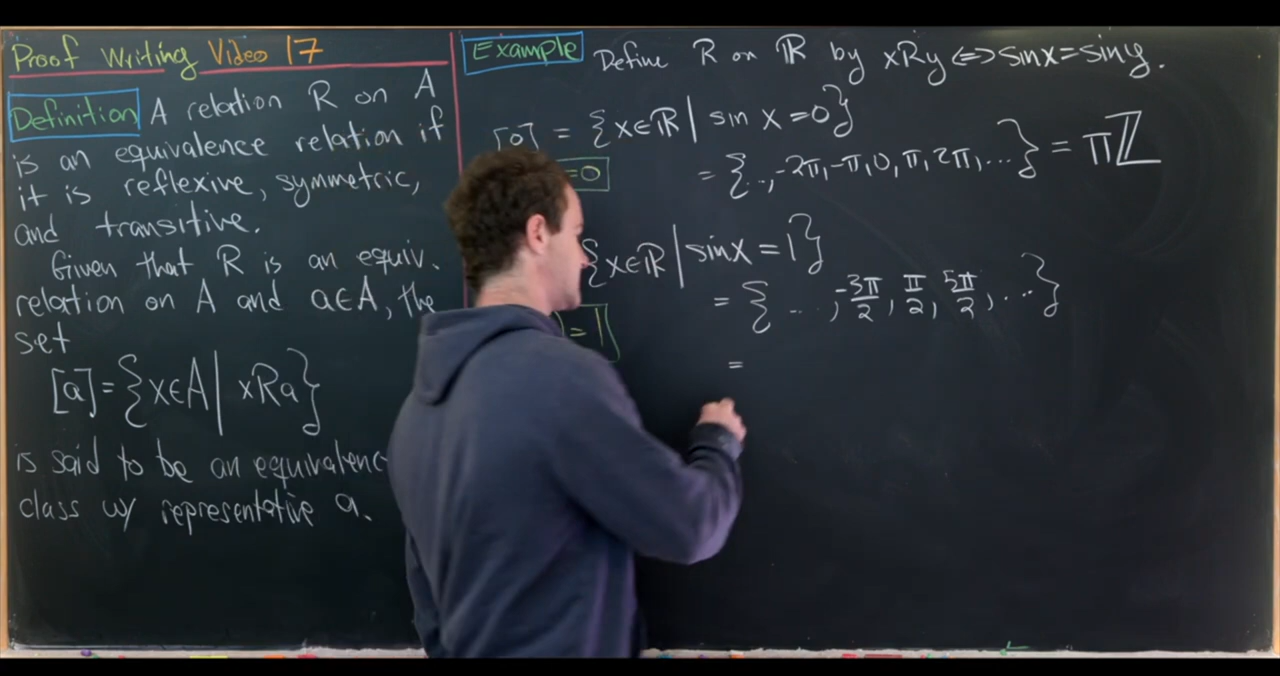 Proof Writing Video 17
Definition A relation R on A
is an equivalence relation if
it is reflexive, symmetric,
and transitive.
Given that R is an equiv.
relation on A and a∈A, the
set
[a]={x∈A| xRa}
is said to be an equivalenc
class w/ representative a.
Example Define R on ℝ by xRy⟺sinx=siny.
[0] = {x∈ℝ| sin x=0}
=0
= {..,-2π,-π,0,π,2π,...} = πℤ
{x∈ℝ|sinx=1}
=1
= {..., -3π/2, π/2, 5π/2, ...}
=